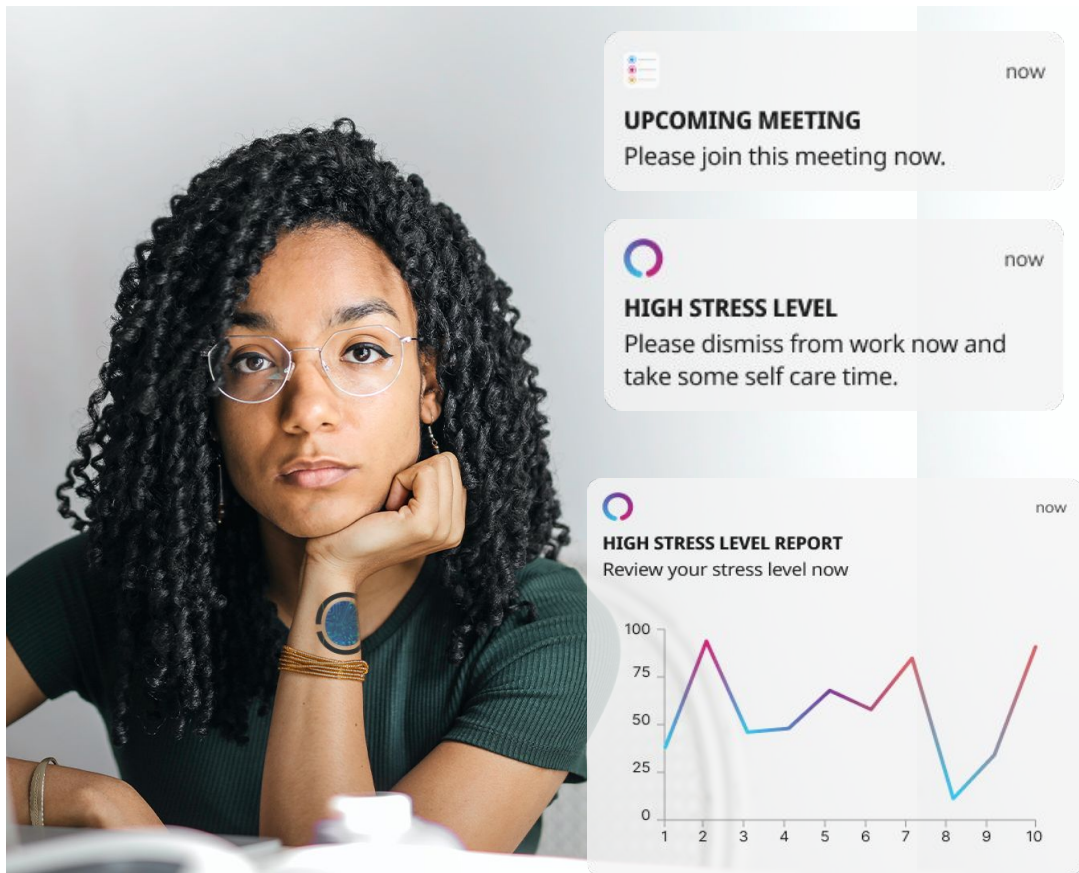 now
UPCOMING MEETING
Please join this meeting now.
now
HIGH STRESS LEVEL
Please dismiss from work now and
take some self care time.
now
HIGH STRESS LEVEL REPORT
Review your stress level now
100
75
50
25
0
1 2 3 4 5 6 7 8 9 10